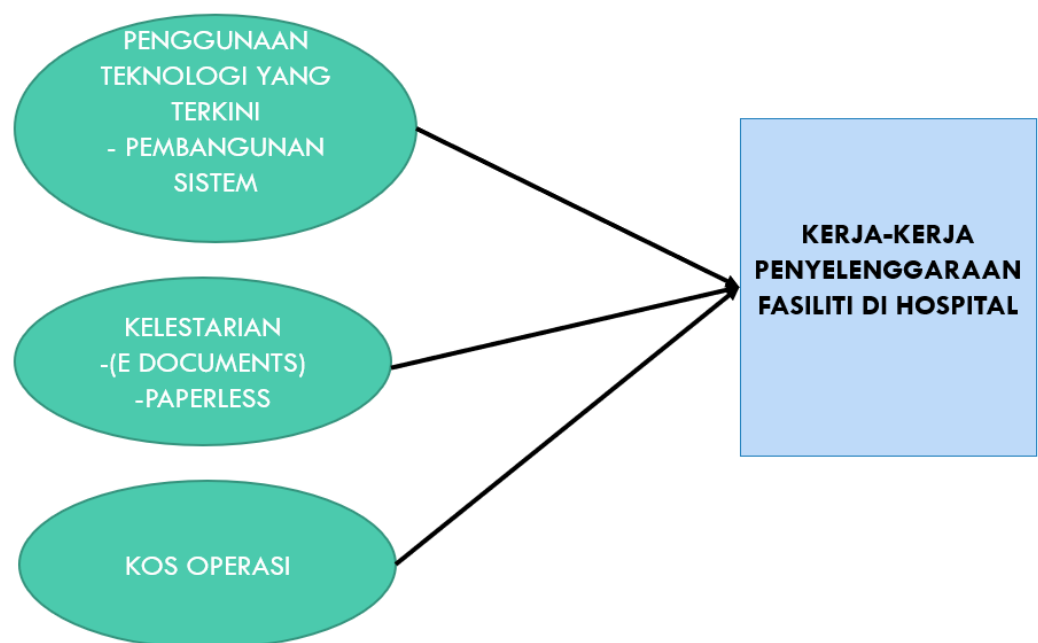 PENGGUNAAN
TEKNOLOGI YANG
TERKINI
- PEMBANGUNAN
SISTEM
KELESTARIAN
-(E DOCUMENTS)
-PAPERLESS
KOS OPERASI
KERJA-KERJA
PENYELENGGARAAN
FASILITI DI HOSPITAL